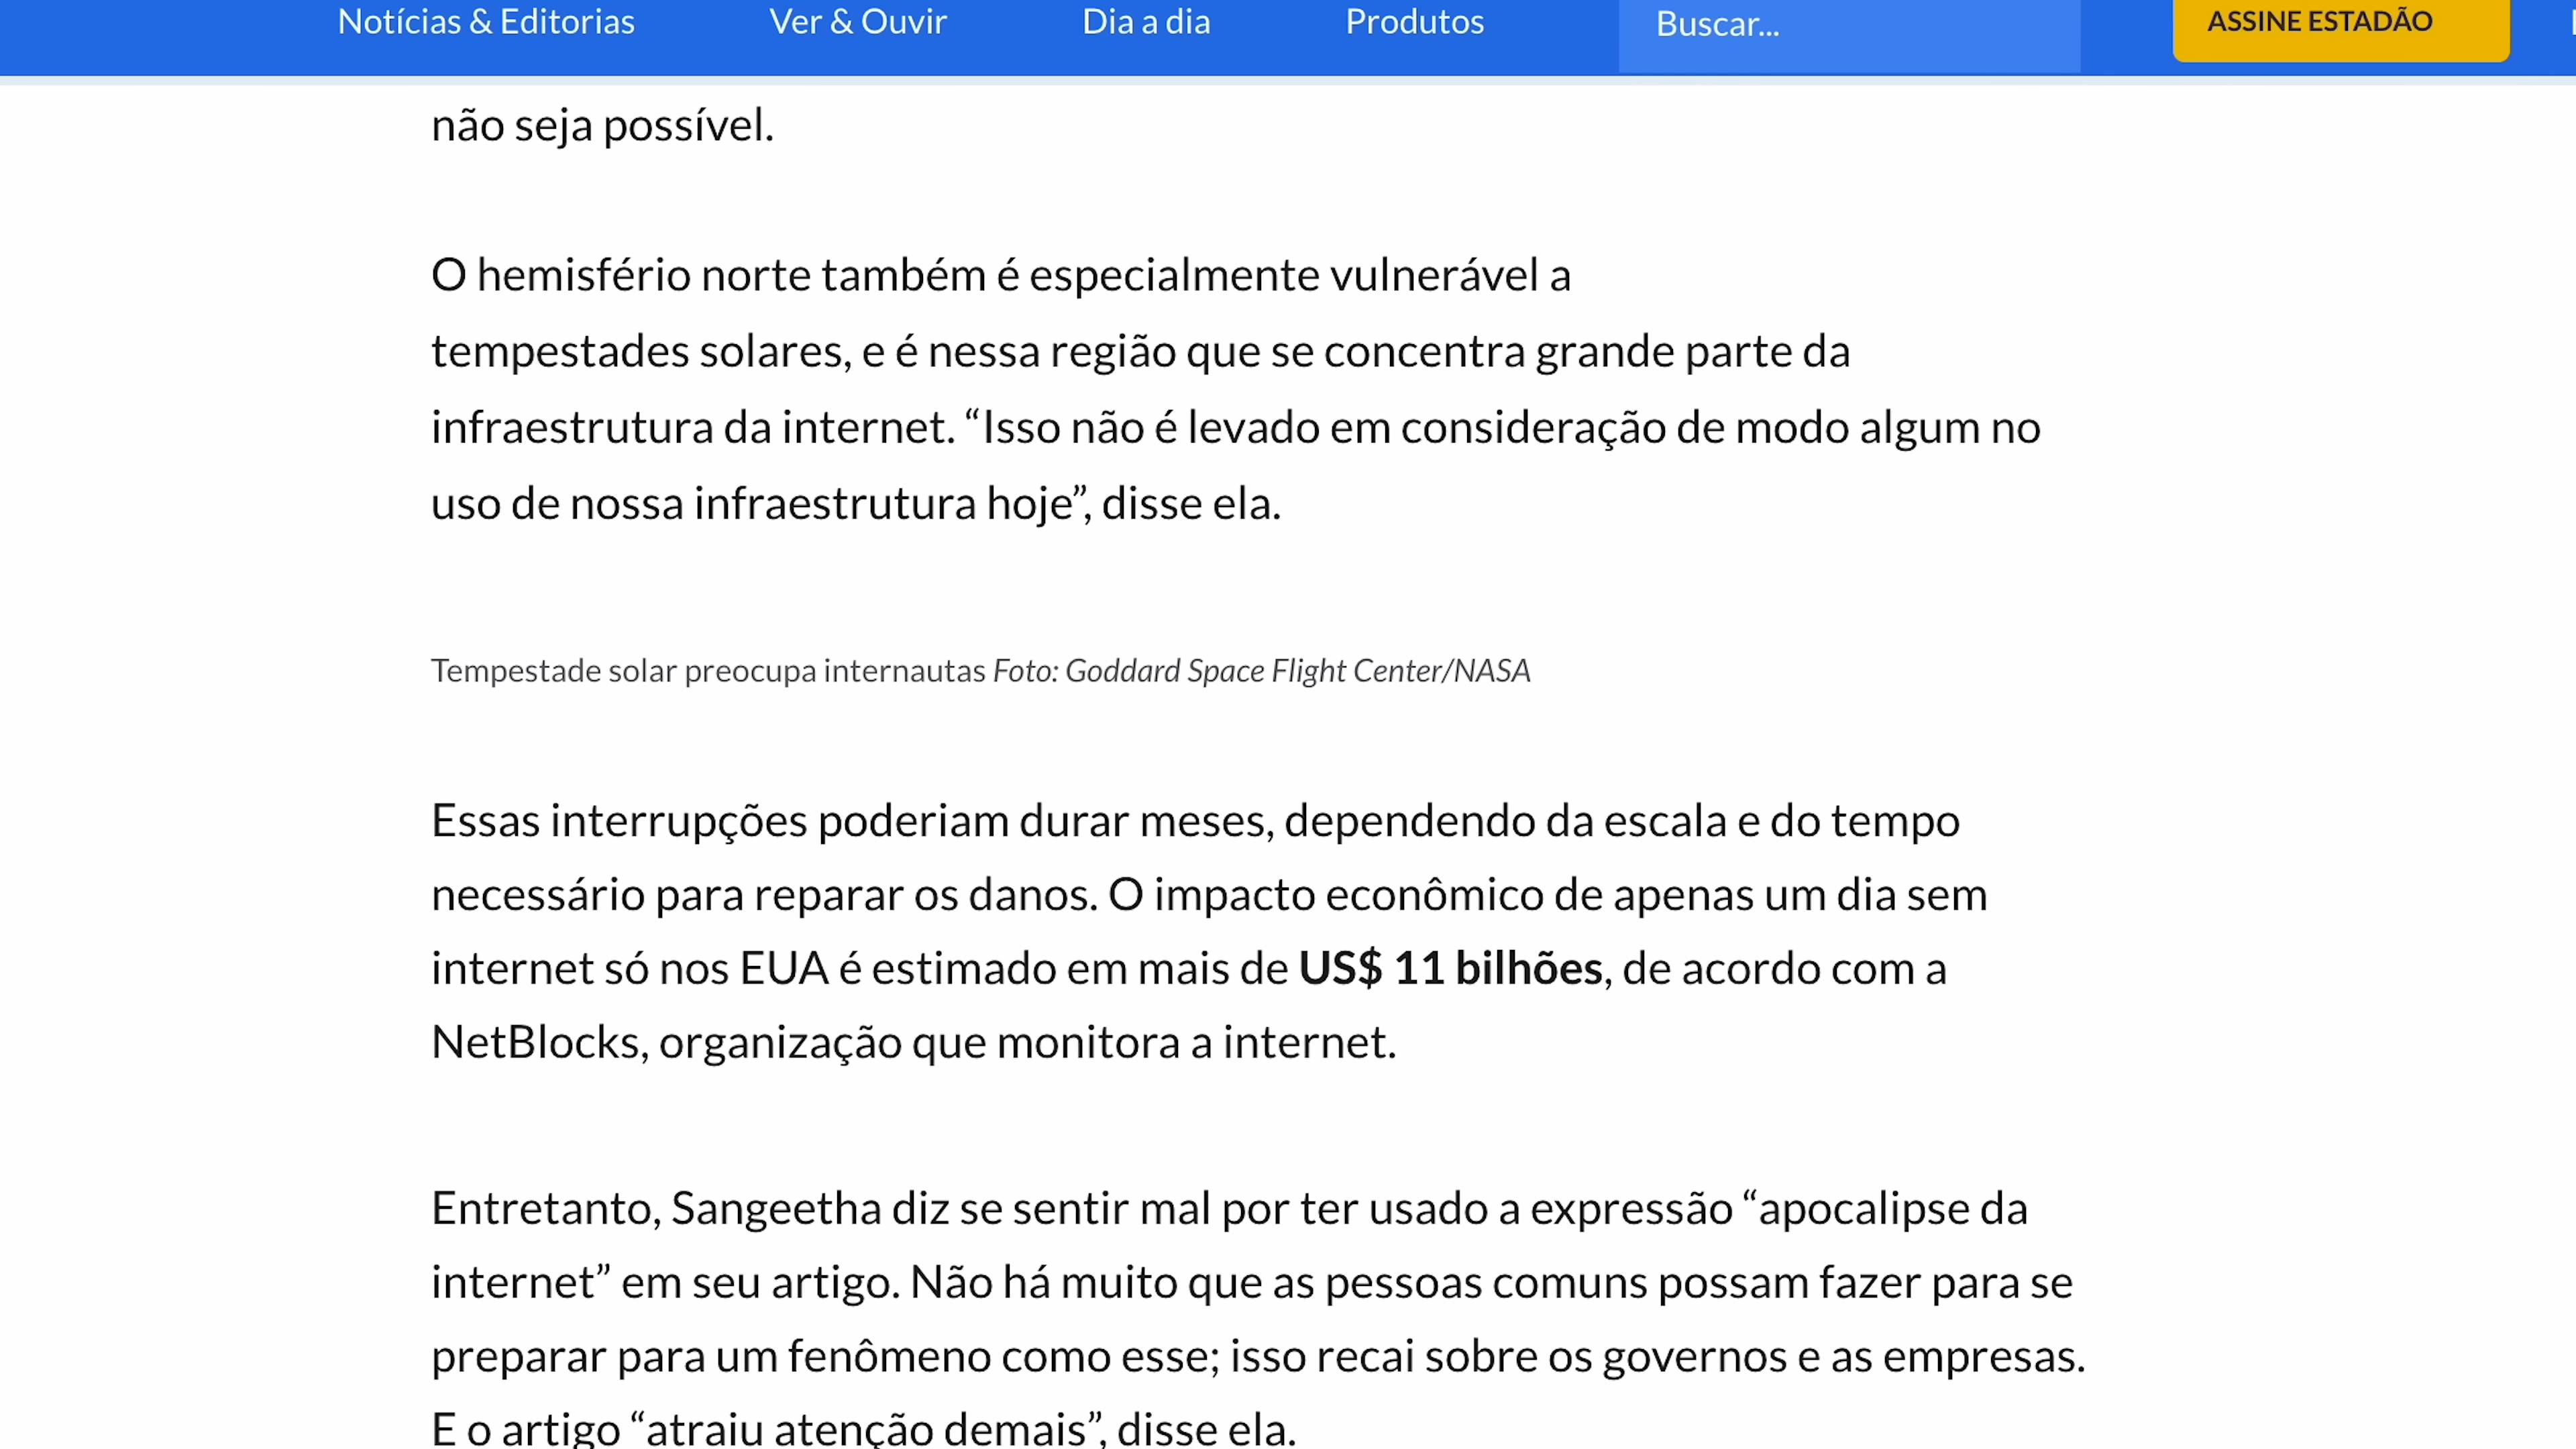 Notícias & Editorias Ver & Ouvir Dia a dia Produtos Buscar... ASSINE ESTADÃO
não seja possível.
O hemisfério norte também é especialmente vulnerável a
tempestades solares, e é nessa região que se concentra grande parte da
infraestrutura da internet. “Isso não é levado em consideração de modo algum no
uso de nossa infraestrutura hoje”, disse ela.
Tempestade solar preocupa internautas Foto: Goddard Space Flight Center/NASA
Essas interrupções poderiam durar meses, dependendo da escala e do tempo
necessário para reparar os danos. O impacto econômico de apenas um dia sem
internet só nos EUA é estimado em mais de US$ 11 bilhões, de acordo com a
NetBlocks, organização que monitora a internet.
Entretanto, Sangeetha diz se sentir mal por ter usado a expressão “apocalipse da
internet” em seu artigo. Não há muito que as pessoas comuns possam fazer para se
preparar para um fenômeno como esse; isso recai sobre os governos e as empresas.
E o artigo “atraiu atenção demais”, disse ela.